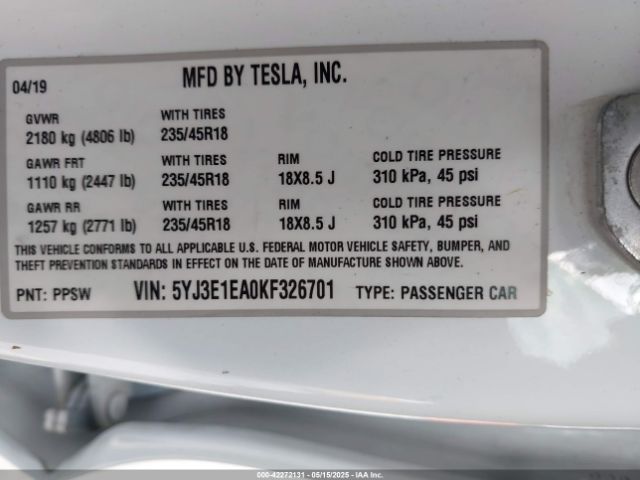 04/19 MFD BY TESLA, INC.
GVWR WITH TIRES
2180 kg (4806 lb) 235/45R18
GAWR FRT WITH TIRES RIM COLD TIRE PRESSURE
1110 kg (2447 lb) 235/45R18 18X8.5 J 310 kPa, 45 psi
GAWR RR WITH TIRES RIM COLD TIRE PRESSURE
1257 kg (2771 lb) 235/45R18 18X8.5 J 310 kPa, 45 psi
THIS VEHICLE CONFORMS TO ALL APPLICABLE U.S. FEDERAL MOTOR VEHICLE SAFETY, BUMPER, AND
THEFT PREVENTION STANDARDS IN EFFECT ON THE DATE OF MANUFACTURE SHOWN ABOVE.
PNT: PPSW VIN: 5YJ3E1EA0KF326701 TYPE: PASSENGER CAR
000-42272131 - 05/15/2025 - IAA Inc.